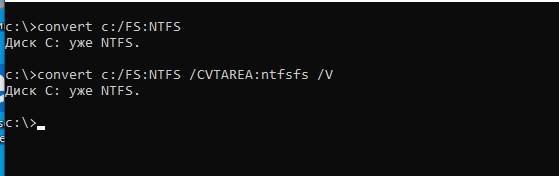 c:\>convert c:/FS:NTFS
Диск C: уже NTFS.
c:\>convert c:/FS:NTFS /CVTAREA:ntfsfs /V
Диск C: уже NTFS.
c:\>